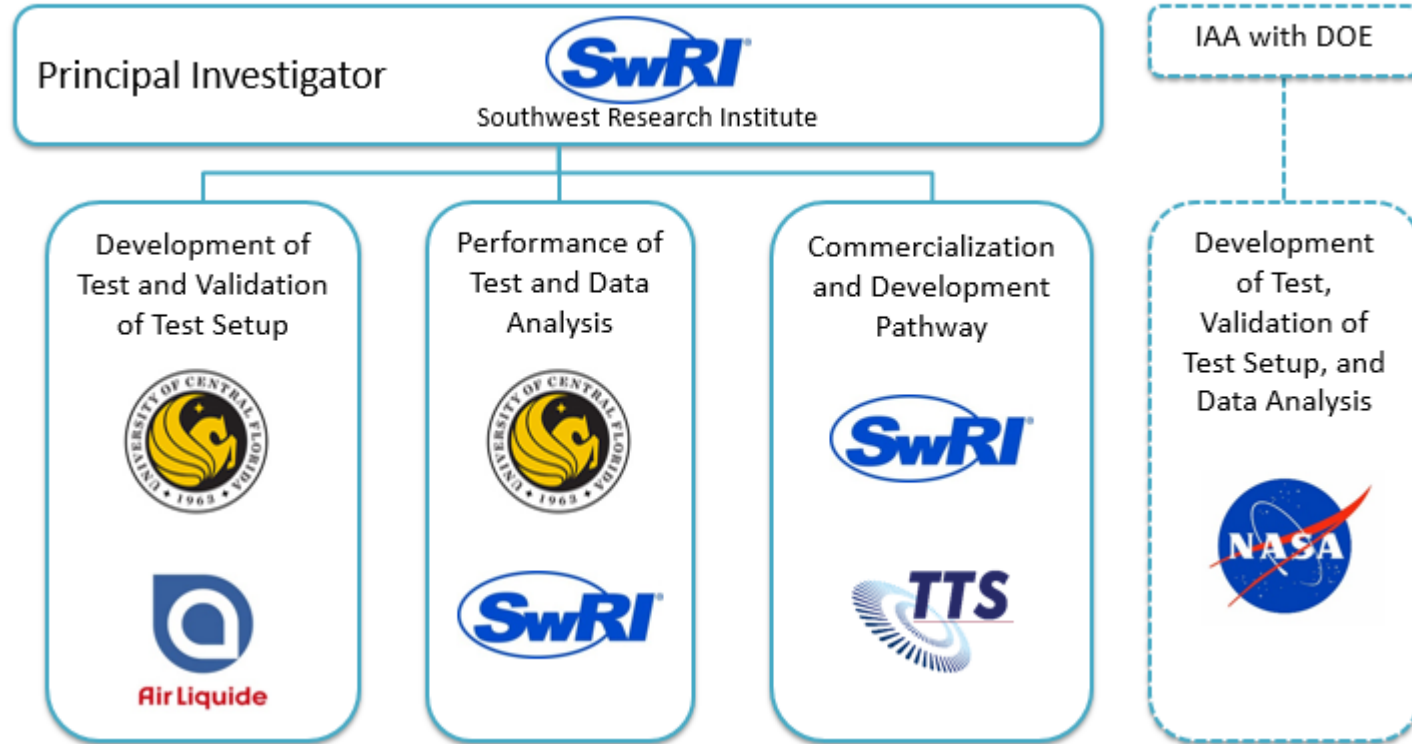 Principal Investigator
SwRI®
Southwest Research Institute
IAA with DOE
Development of
Test and Validation
of Test Setup
UNIVERSITY OF CENTRAL FLORIDA
1963
Air Liquide
Performance of
Test and Data
Analysis
UNIVERSITY OF CENTRAL FLORIDA
1963
SwRI®
Commercialization
and Development
Pathway
SwRI®
TTS
Development
of Test,
Validation of
Test Setup, and
Data Analysis
NASA